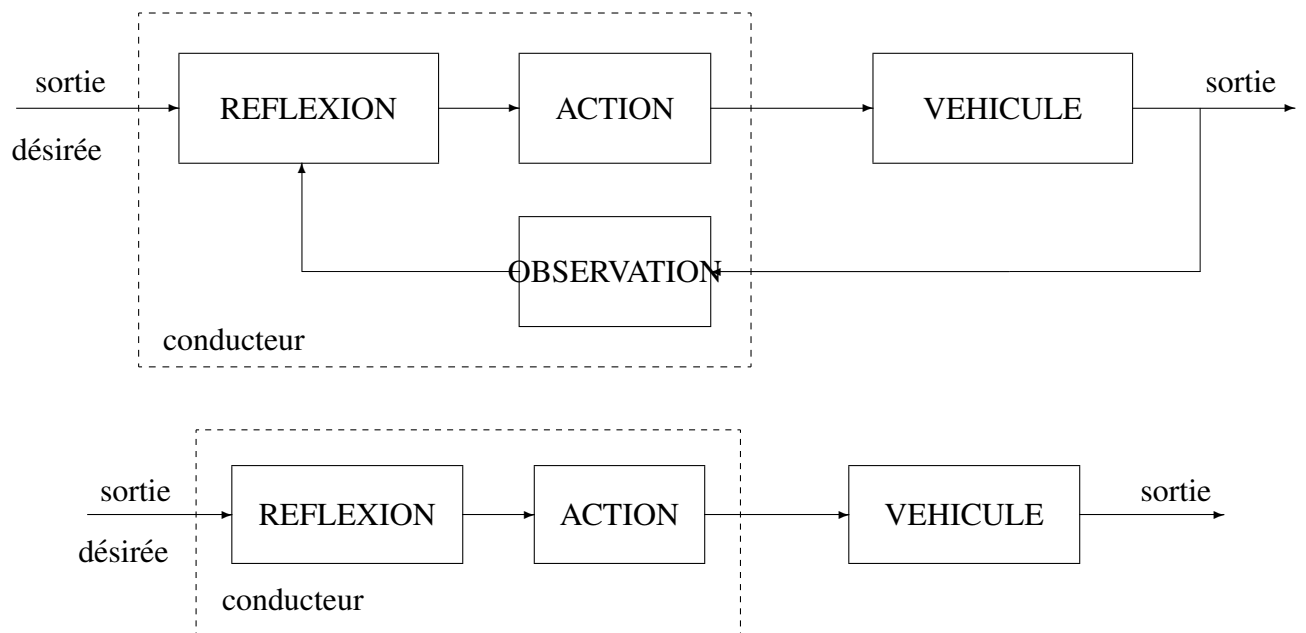 sortie
désirée
REFLEXION
ACTION
VEHICULE
sortie
OBSERVATION
conducteur
sortie
désirée
REFLEXION
ACTION
VEHICULE
sortie
conducteur